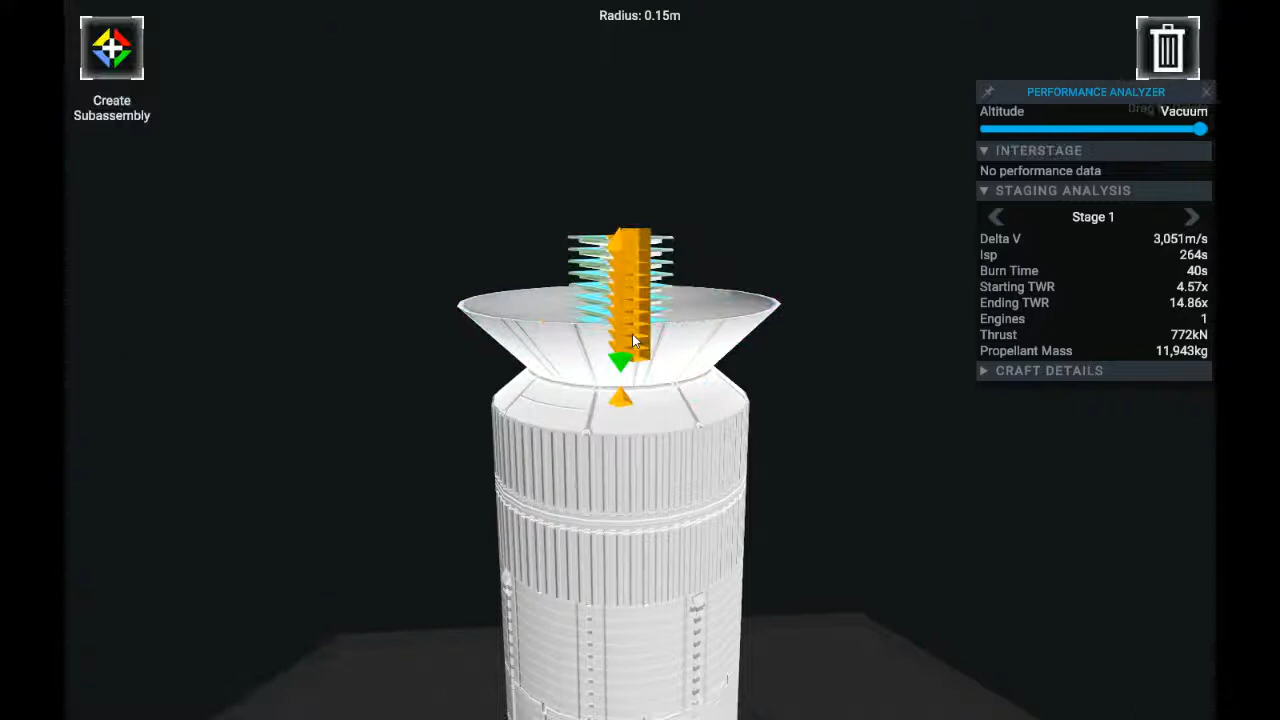 Radius: 0.15m
Create
Subassembly
PERFORMANCE ANALYZER
Altitude Vacuum
INTERSTAGE
No performance data
STAGING ANALYSIS
Stage 1
Delta V 3,051m/s
Isp 264s
Burn Time 40s
Starting TWR 4.57x
Ending TWR 14.86x
Engines 1
Thrust 772kN
Propellant Mass 11,943kg
CRAFT DETAILS